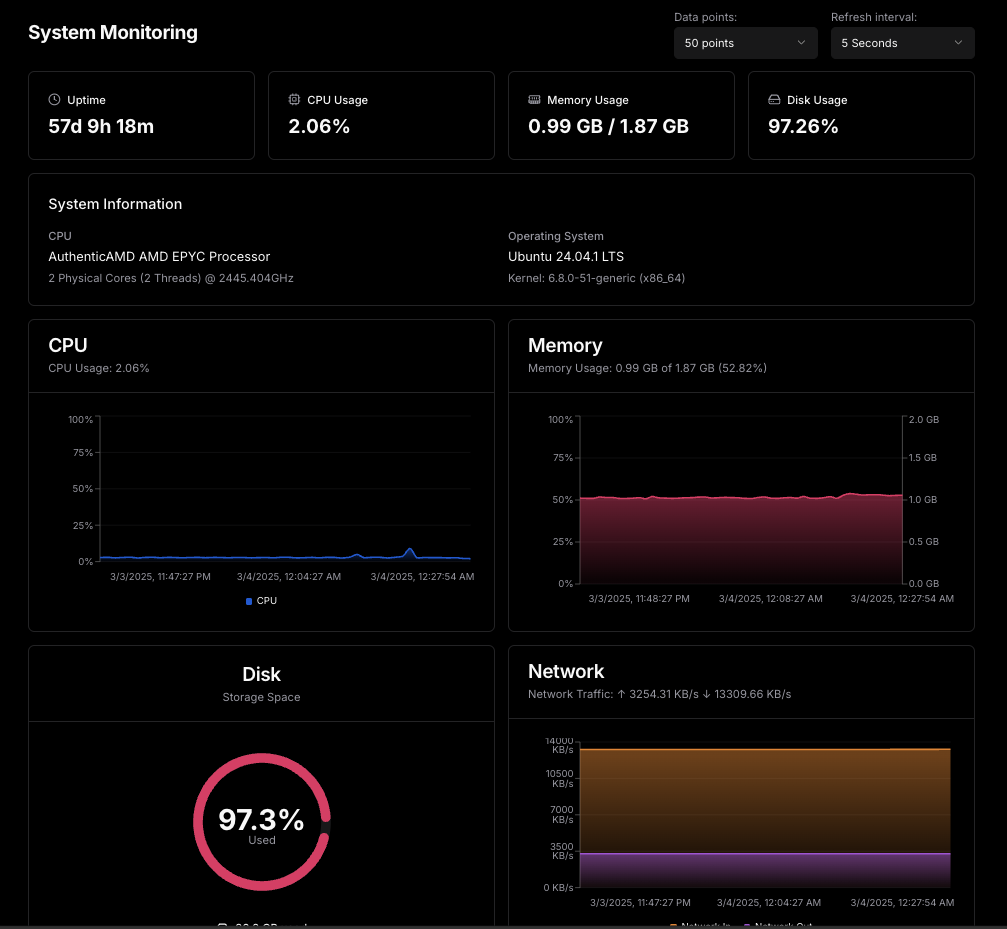 System Monitoring
Data points:
50 points
Refresh interval:
5 Seconds
Uptime
57d 9h 18m
CPU Usage
2.06%
Memory Usage
0.99 GB / 1.87 GB
Disk Usage
97.26%
System Information
CPU
AuthenticAMD AMD EPYC Processor
2 Physical Cores (2 Threads) @ 2445.404GHz
Operating System
Ubuntu 24.04.1 LTS
Kernel: 6.8.0-51-generic (x86_64)
CPU
CPU Usage: 2.06%
100%
75%
50%
25%
0%
3/3/2025, 11:47:27 PM
3/4/2025, 12:04:27 AM
3/4/2025, 12:27:54 AM
CPU
Memory
Memory Usage: 0.99 GB of 1.87 GB (52.82%)
100%
75%
50%
25%
0%
2.0 GB
1.5 GB
1.0 GB
0.5 GB
0.0 GB
3/3/2025, 11:48:27 PM
3/4/2025, 12:08:27 AM
3/4/2025, 12:27:54 AM
Disk
Storage Space
97.3%
Used
Network
Network Traffic: ↑ 3254.31 KB/s ↓ 13309.66 KB/s
14000
KB/s
10500
KB/s
7000
KB/s
3500
KB/s
0 KB/s
3/3/2025, 11:47:27 PM
3/4/2025, 12:04:27 AM
3/4/2025, 12:27:54 AM
Network In
Network Out